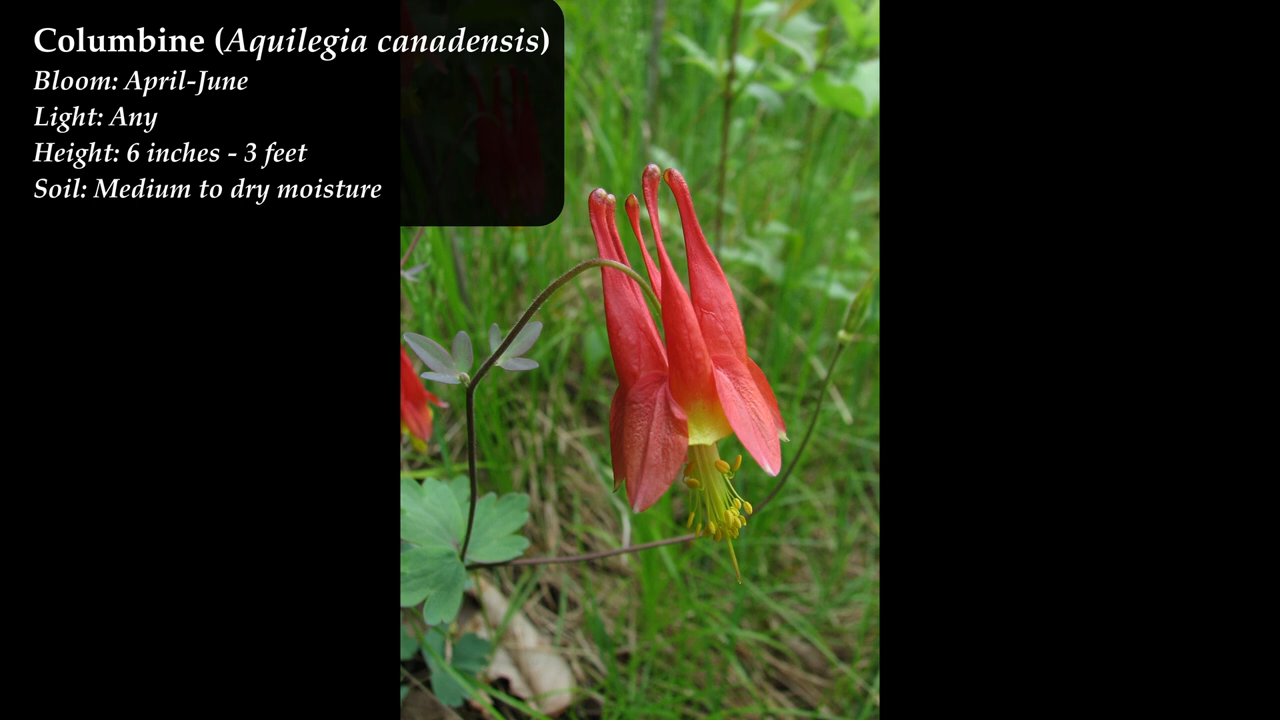 Columbine (Aquilegia canadensis)
Bloom: April-June
Light: Any
Height: 6 inches - 3 feet
Soil: Medium to dry moisture